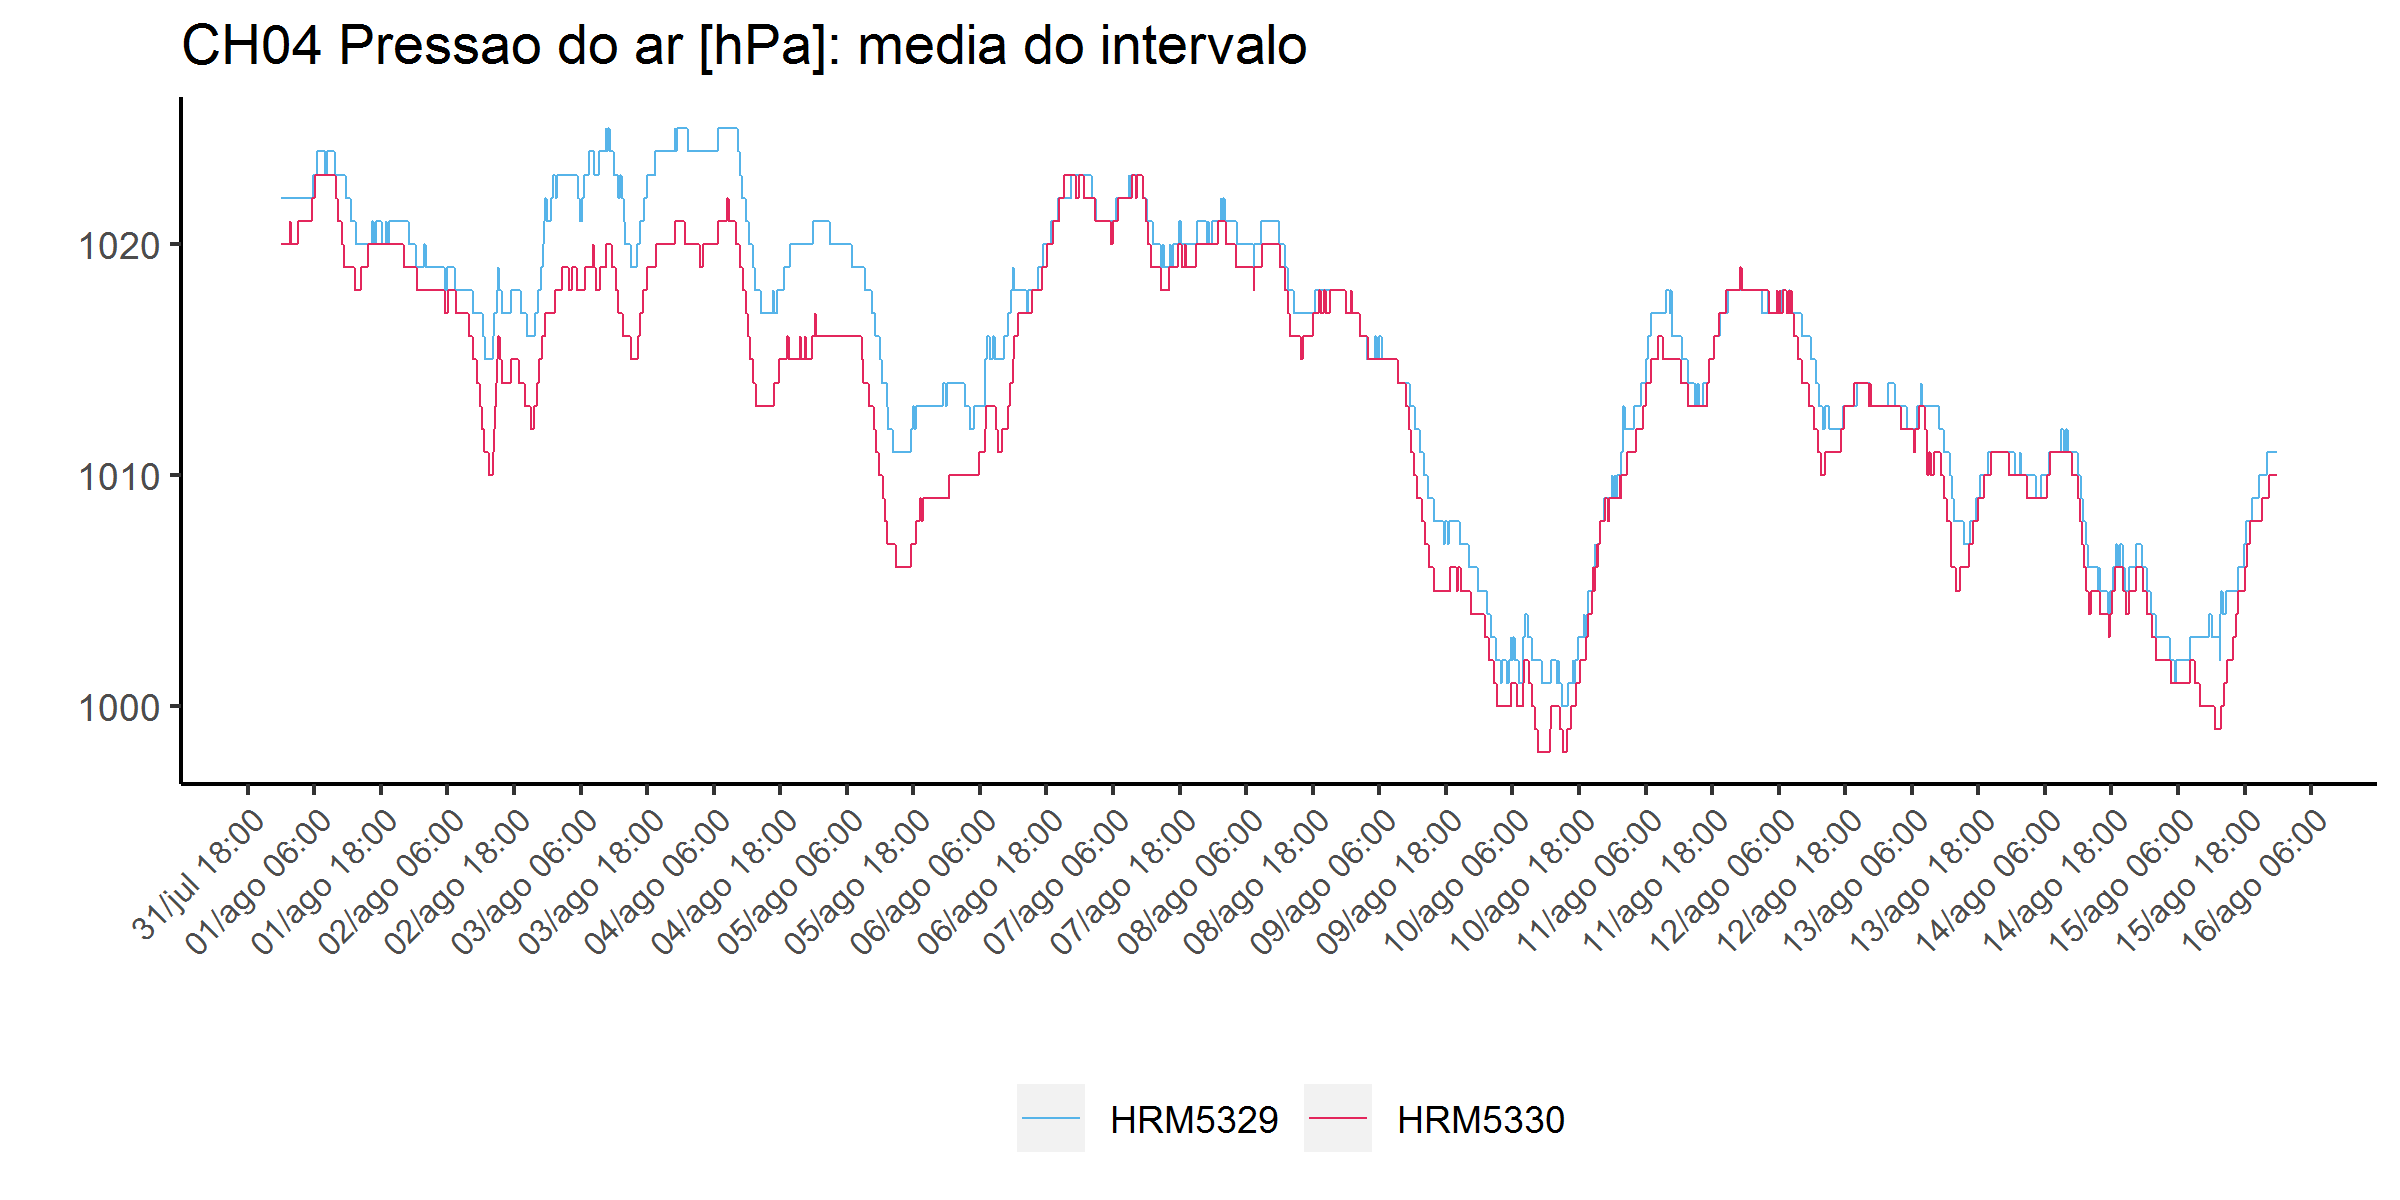 CH04 Pressao do ar [hPa]: media do intervalo
1020
1010
1000
31/jul 18:00
01/ago 06:00
01/ago 18:00
02/ago 06:00
02/ago 18:00
03/ago 06:00
03/ago 18:00
04/ago 06:00
04/ago 18:00
05/ago 06:00
05/ago 18:00
06/ago 06:00
06/ago 18:00
07/ago 06:00
07/ago 18:00
08/ago 06:00
08/ago 18:00
09/ago 06:00
09/ago 18:00
10/ago 06:00
10/ago 18:00
11/ago 06:00
11/ago 18:00
12/ago 06:00
12/ago 18:00
13/ago 06:00
13/ago 18:00
14/ago 06:00
14/ago 18:00
15/ago 06:00
15/ago 18:00
16/ago 06:00
HRM5329 HRM5330